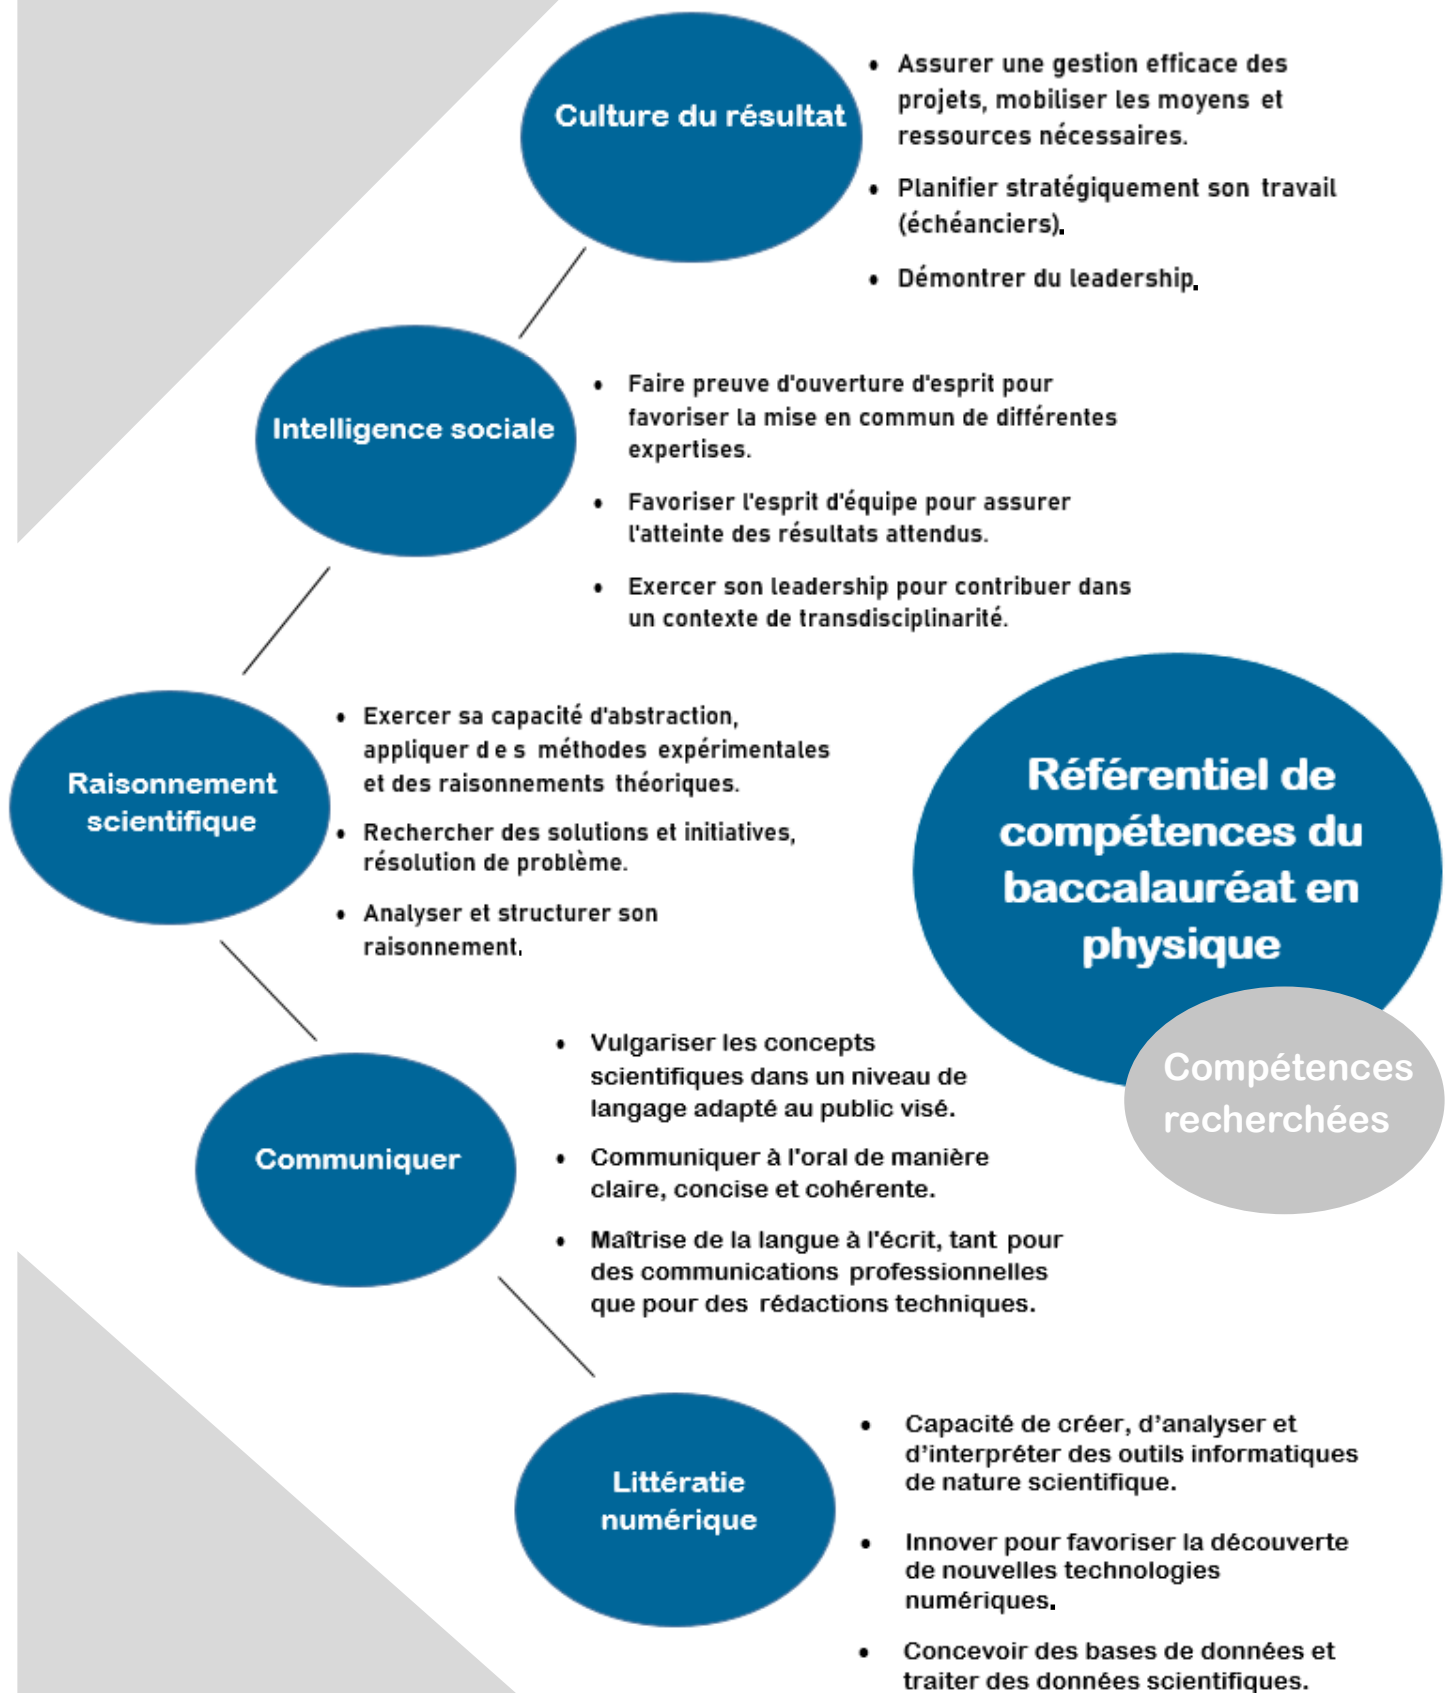 Culture du résultat
• Assurer une gestion efficace des
projets, mobiliser les moyens et
ressources nécessaires.
• Planifier stratégiquement son travail
(échéanciers).
• Démontrer du leadership.
Intelligence sociale
• Faire preuve d'ouverture d'esprit pour
favoriser la mise en commun de différentes
expertises.
• Favoriser l'esprit d'équipe pour assurer
l'atteinte des résultats attendus.
• Exercer son leadership pour contribuer dans
un contexte de transdisciplinarité.
Raisonnement
scientifique
• Exercer sa capacité d'abstraction,
appliquer d e s méthodes expérimentales
et des raisonnements théoriques.
• Rechercher des solutions et initiatives,
résolution de problème.
• Analyser et structurer son
raisonnement.
Référentiel de
compétences du
baccalauréat en
physique
Compétences
recherchées
Communiquer
• Vulgariser les concepts
scientifiques dans un niveau de
langage adapté au public visé.
• Communiquer à l'oral de manière
claire, concise et cohérente.
• Maîtrise de la langue à l'écrit, tant pour
des communications professionnelles
que pour des rédactions techniques.
Littératie
numérique
• Capacité de créer, d’analyser et
d’interpréter des outils informatiques
de nature scientifique.
• Innover pour favoriser la découverte
de nouvelles technologies
numériques.
• Concevoir des bases de données et
traiter des données scientifiques.